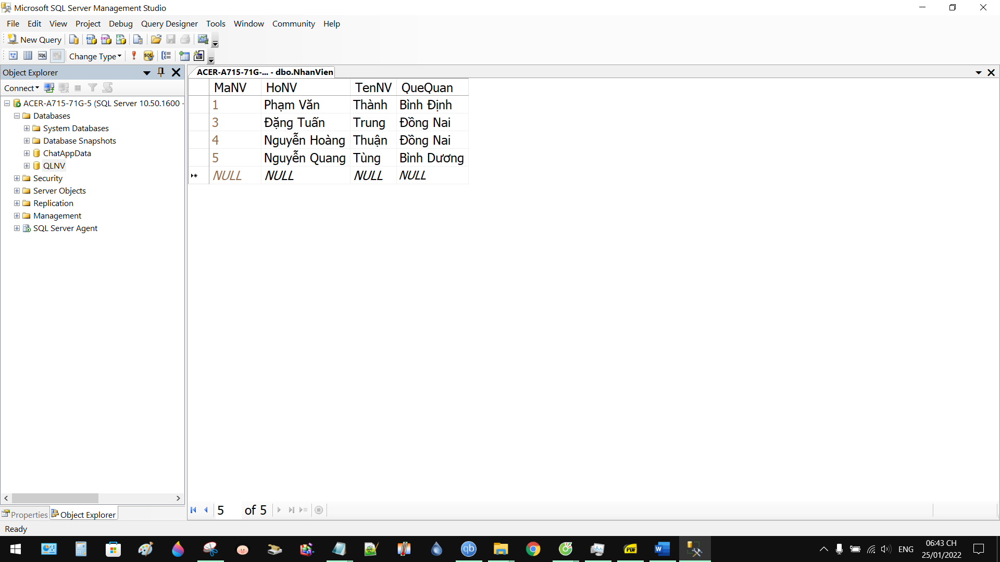 Microsoft SQL Server Management Studio
File Edit View Project Debug Query Designer Tools Window Community Help
New Query
Change Type
Object Explorer
Connect
ACER-A715-71G-5 (SQL Server 10.50.1600 -
Databases
System Databases
Database Snapshots
ChatAppData
QLNV
Security
Server Objects
Replication
Management
SQL Server Agent
Properties Object Explorer
ACER-A715-71G-... - dbo.NhanVien
MaNV HoNV TenNV QueQuan
1 Phạm Văn Thành Bình Định
3 Đặng Tuấn Trung Đồng Nai
4 Nguyễn Hoàng Thuận Đồng Nai
5 Nguyễn Quang Tùng Bình Dương
NULL NULL NULL NULL
5 of 5
Ready
ENG
06:43 CH
25/01/2022